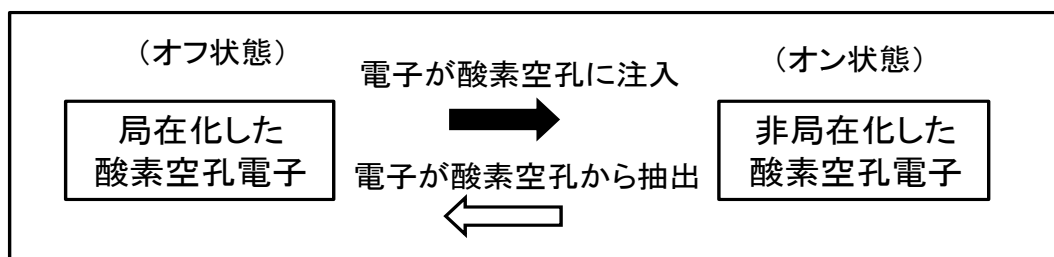 （オフ状態）
電子が酸素空孔に注入
（オン状態）
局在化した
酸素空孔電子
非局在化した
酸素空孔電子
電子が酸素空孔から抽出